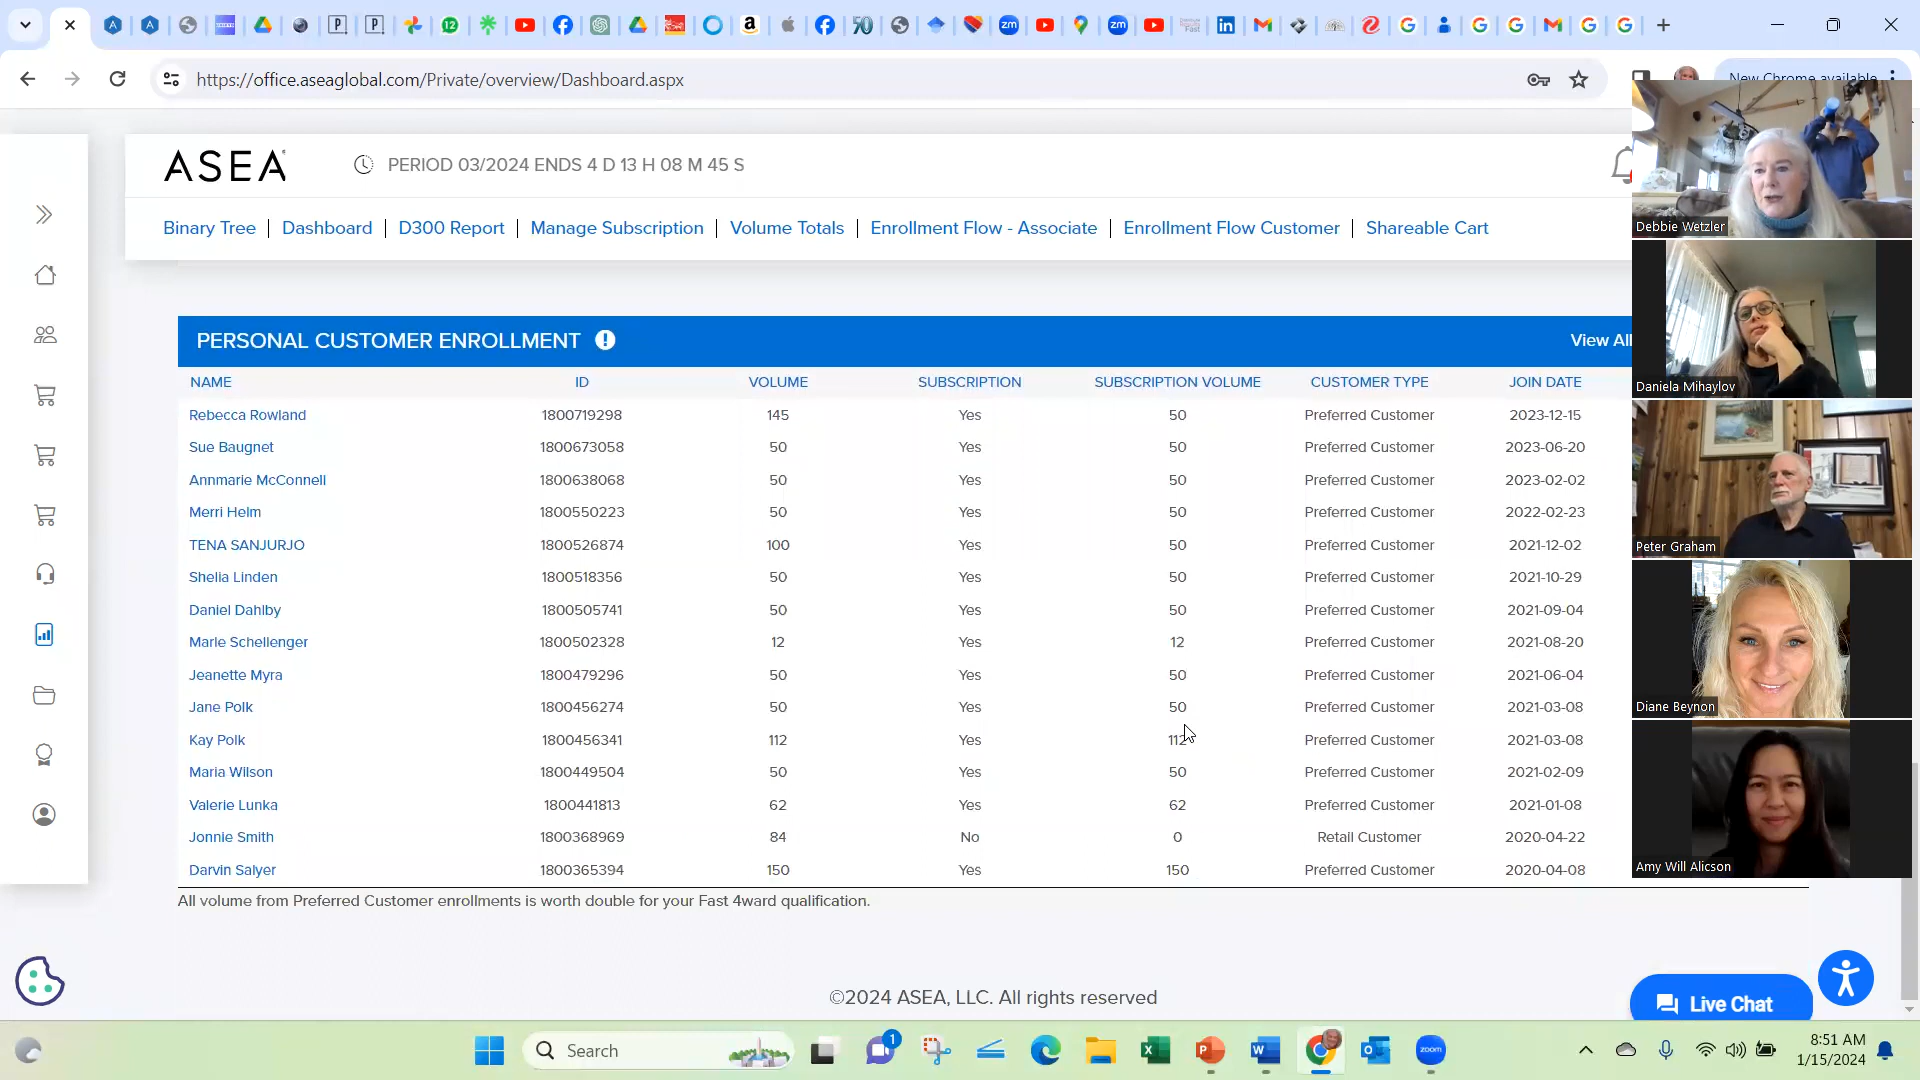 https://office.aseaglobal.com/Private/overview/Dashboard.aspx
New Chrome available
ASEA
PERIOD 03/2024 ENDS 4 D 13 H 08 M 45 S
Binary Tree | Dashboard | D300 Report | Manage Subscription | Volume Totals | Enrollment Flow - Associate | Enrollment Flow Customer | Shareable Cart
PERSONAL CUSTOMER ENROLLMENT
View All
NAME ID VOLUME SUBSCRIPTION SUBSCRIPTION VOLUME CUSTOMER TYPE JOIN DATE
Rebecca Rowland 1800719298 145 Yes 50 Preferred Customer 2023-12-15
Sue Baugnet 1800673058 50 Yes 50 Preferred Customer 2023-06-20
Annmarie McConnell 1800638068 50 Yes 50 Preferred Customer 2023-02-02
Merri Helm 1800550223 50 Yes 50 Preferred Customer 2022-02-23
TENA SANJURJO 1800526874 100 Yes 50 Preferred Customer 2021-12-02
Shelia Linden 1800518356 50 Yes 50 Preferred Customer 2021-10-29
Daniel Dahlby 1800505741 50 Yes 50 Preferred Customer 2021-09-04
Marle Schellenger 1800502328 12 Yes 12 Preferred Customer 2021-08-20
Jeanette Myra 1800479296 50 Yes 50 Preferred Customer 2021-06-04
Jane Polk 1800456274 50 Yes 50 Preferred Customer 2021-03-08
Kay Polk 1800456341 112 Yes 112 Preferred Customer 2021-03-08
Maria Wilson 1800449504 50 Yes 50 Preferred Customer 2021-02-09
Valerie Lunka 1800441813 62 Yes 62 Preferred Customer 2021-01-08
Jonnie Smith 1800368969 84 No 0 Retail Customer 2020-04-22
Darvin Salyer 1800365394 150 Yes 150 Preferred Customer 2020-04-08
All volume from Preferred Customer enrollments is worth double for your Fast 4ward qualification.
©2024 ASEA, LLC. All rights reserved
Live Chat
Debbie Wetzler
Daniela Mihaylov
Peter Graham
Diane Beynon
Amy Will Alicson
Search
1
zoom
8:51 AM
1/15/2024